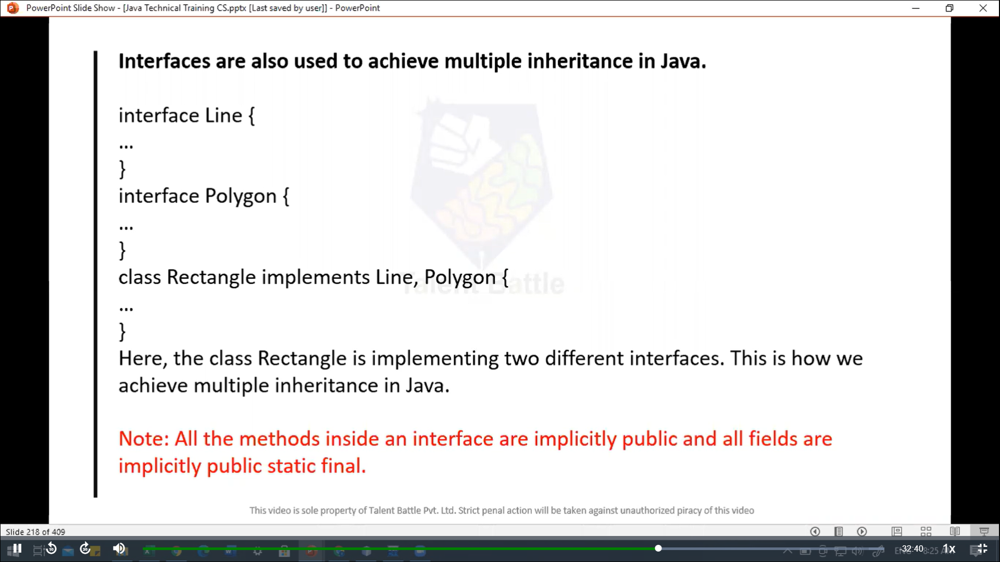 PowerPoint Slide Show - [Java Technical Training CS.pptx [Last saved by user]] - PowerPoint
Interfaces are also used to achieve multiple inheritance in Java.
interface Line {
...
}
interface Polygon {
...
}
class Rectangle implements Line, Polygon {
...
}
Talent Battle
Here, the class Rectangle is implementing two different interfaces. This is how we
achieve multiple inheritance in Java.
Note: All the methods inside an interface are implicitly public and all fields are
implicitly public static final.
This video is sole property of Talent Battle Pvt. Ltd. Strict penal action will be taken against unauthorized piracy of this video
Slide 218 of 409
10
30
-32:40
1x
8:25